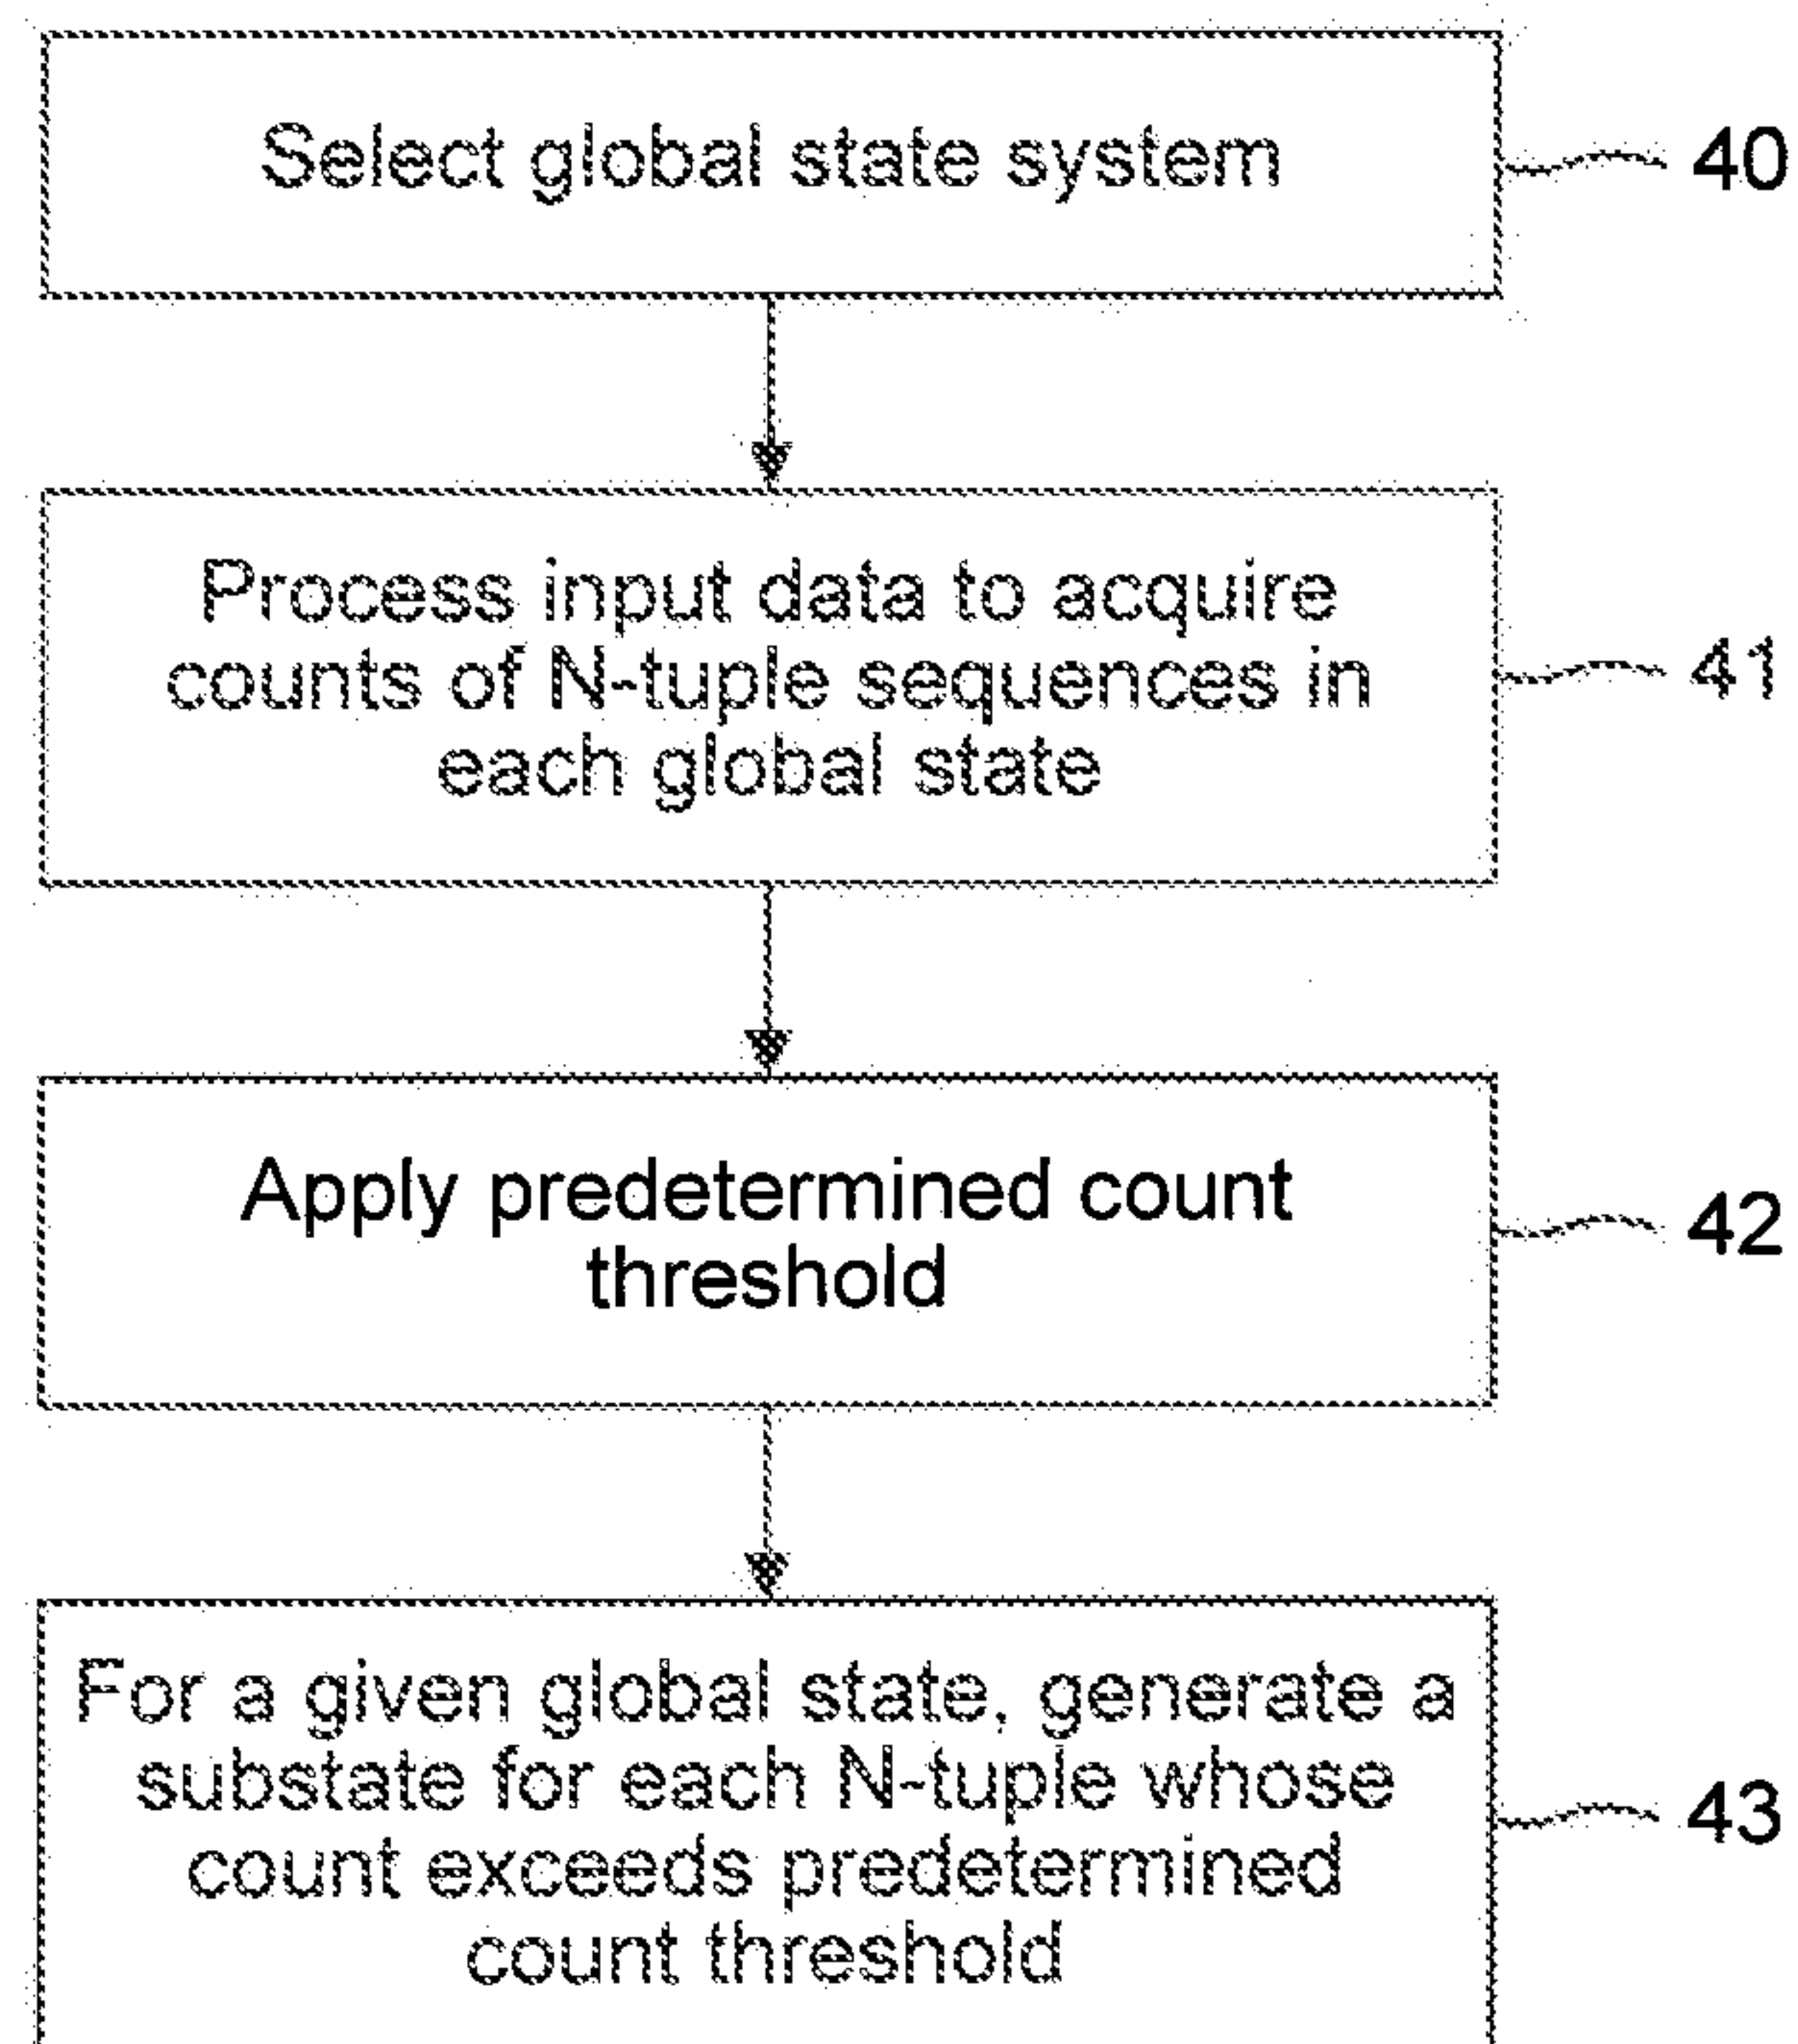 Select global state system
40
Process input data to acquire
counts of N-tuple sequences in
each global state
41
Apply predetermined count
threshold
42
For a given global state, generate a
substate for each N-tuple whose
count exceeds predetermined
count threshold
43